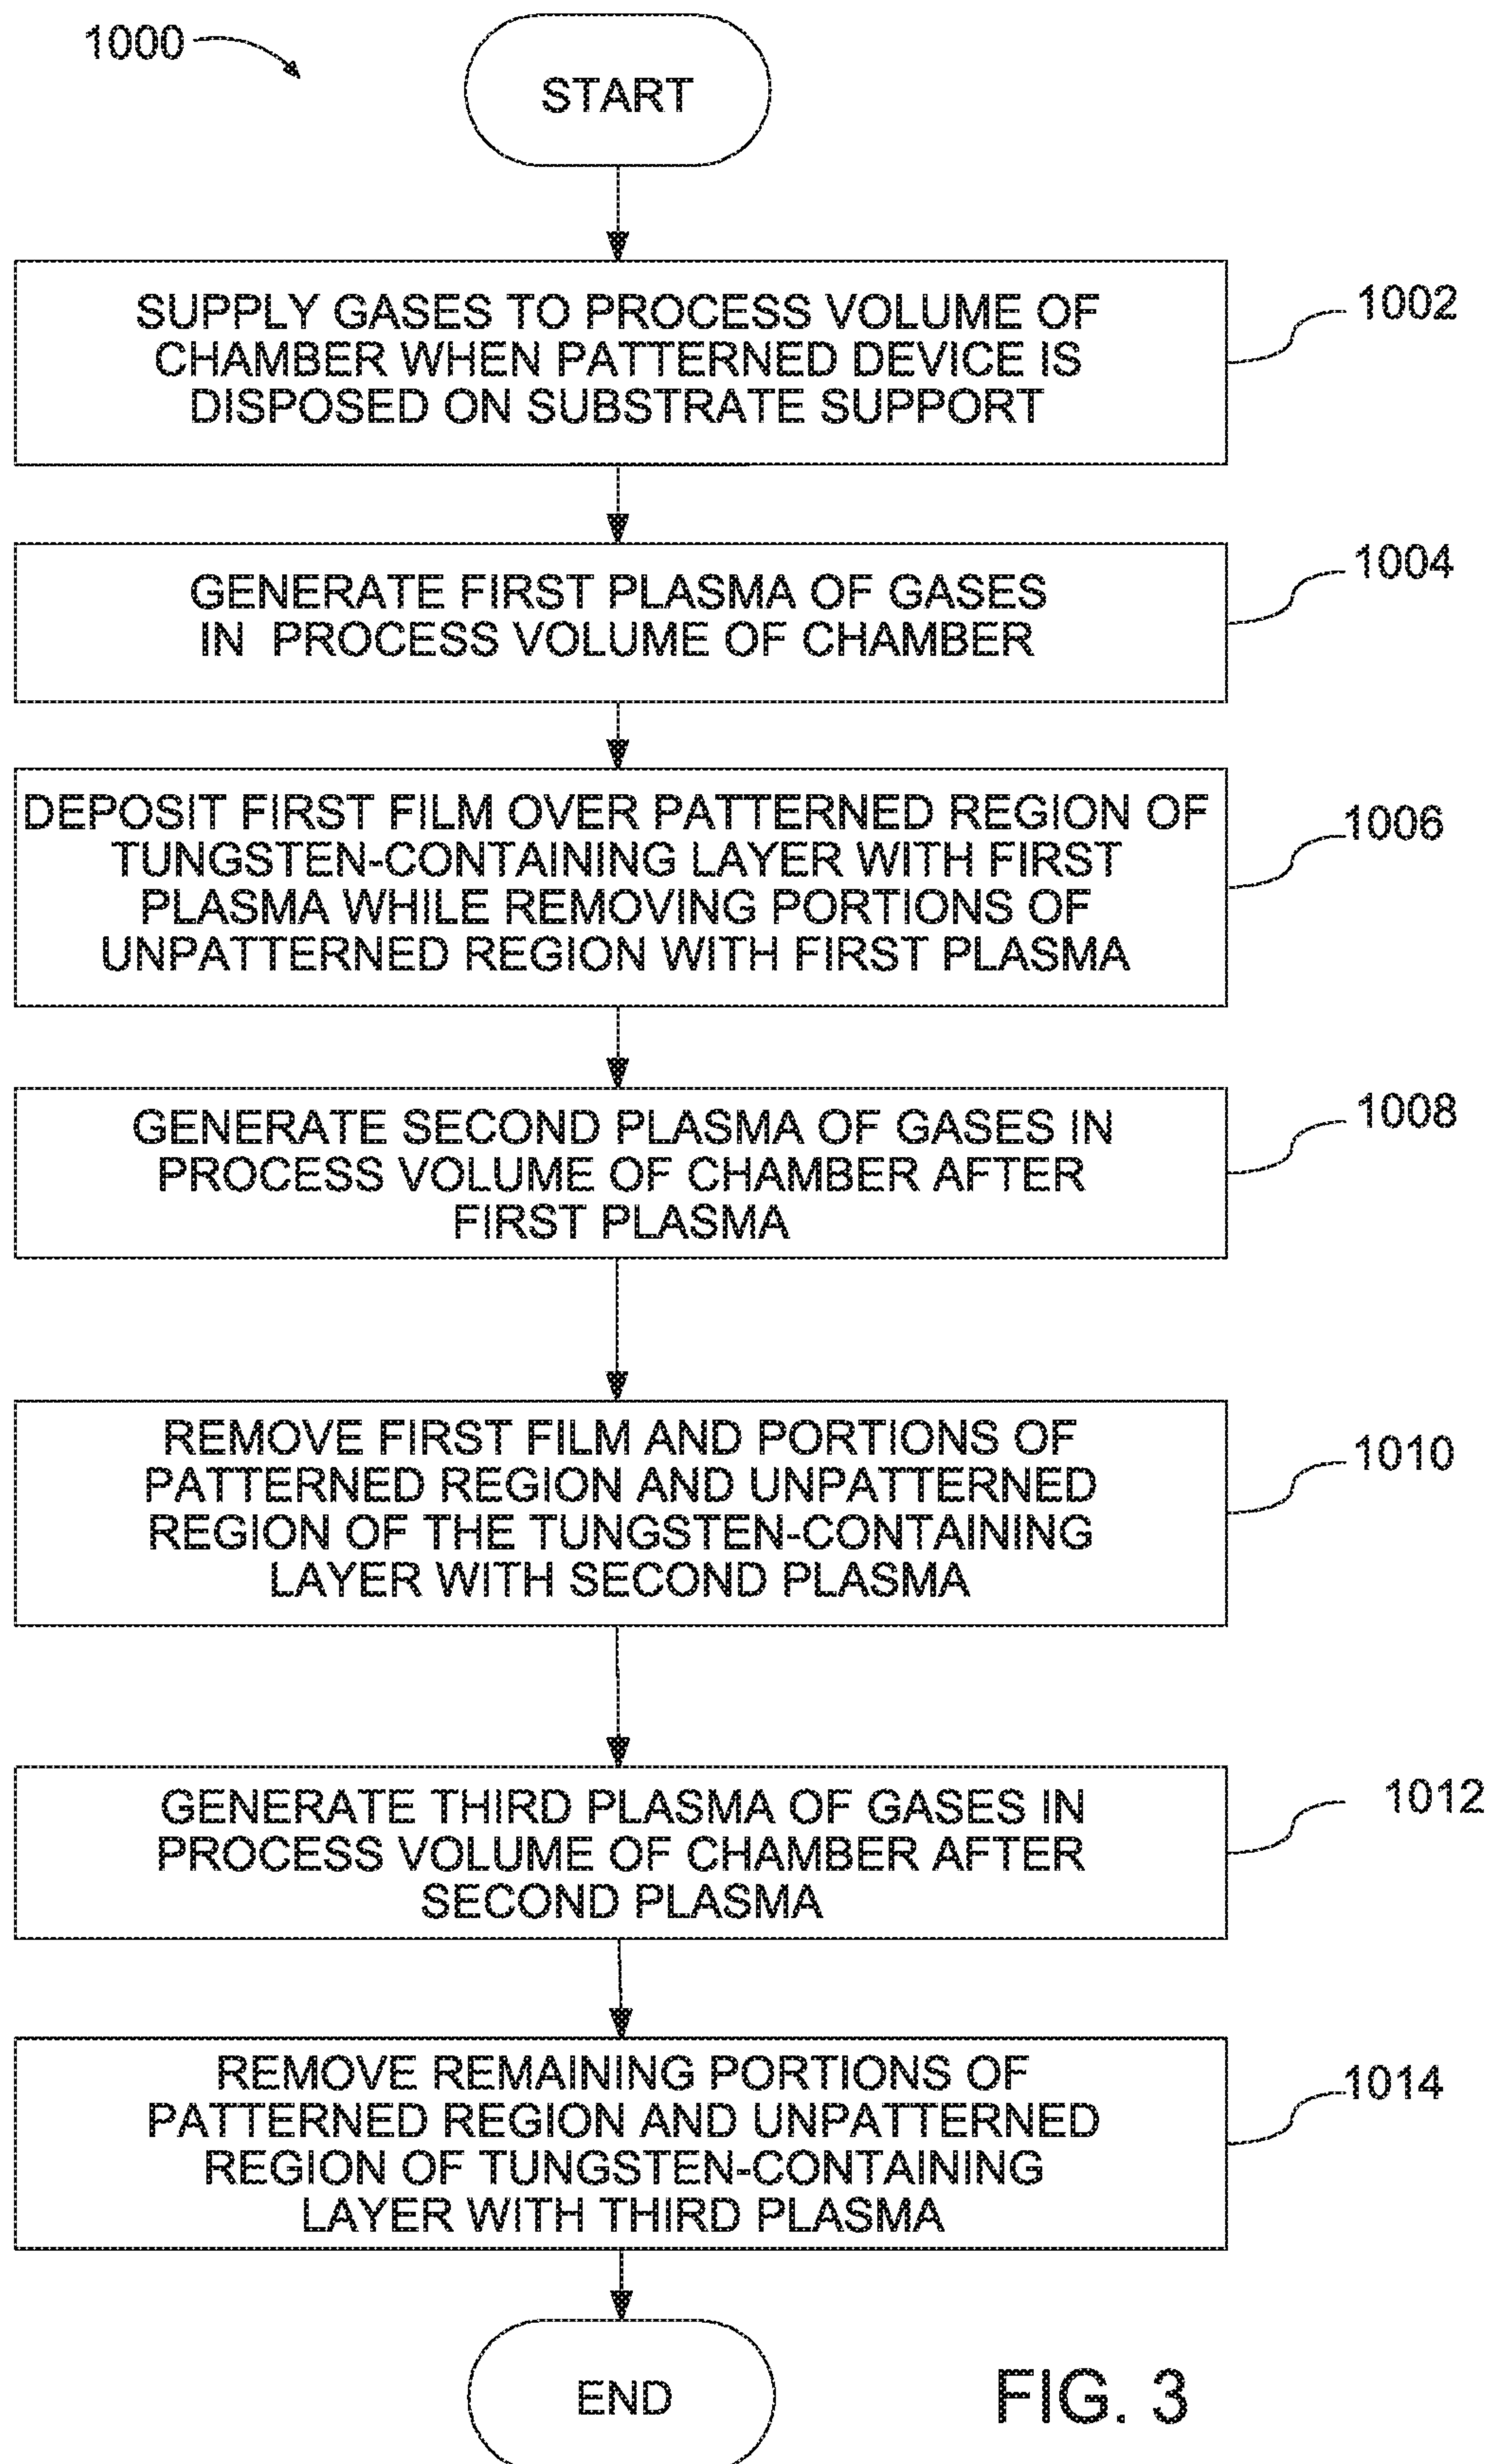 1000
START
SUPPLY GASES TO PROCESS VOLUME OF
CHAMBER WHEN PATTERNED DEVICE IS
DISPOSED ON SUBSTRATE SUPPORT
1002
GENERATE FIRST PLASMA OF GASES
IN PROCESS VOLUME OF CHAMBER
1004
DEPOSIT FIRST FILM OVER PATTERNED REGION OF
TUNGSTEN-CONTAINING LAYER WITH FIRST
PLASMA WHILE REMOVING PORTIONS OF
UNPATTERNED REGION WITH FIRST PLASMA
1006
GENERATE SECOND PLASMA OF GASES IN
PROCESS VOLUME OF CHAMBER AFTER
FIRST PLASMA
1008
REMOVE FIRST FILM AND PORTIONS OF
PATTERNED REGION AND UNPATTERNED
REGION OF THE TUNGSTEN-CONTAINING
LAYER WITH SECOND PLASMA
1010
GENERATE THIRD PLASMA OF GASES IN
PROCESS VOLUME OF CHAMBER AFTER
SECOND PLASMA
1012
REMOVE REMAINING PORTIONS OF
PATTERNED REGION AND UNPATTERNED
REGION OF TUNGSTEN-CONTAINING
LAYER WITH THIRD PLASMA
1014
END
FIG. 3